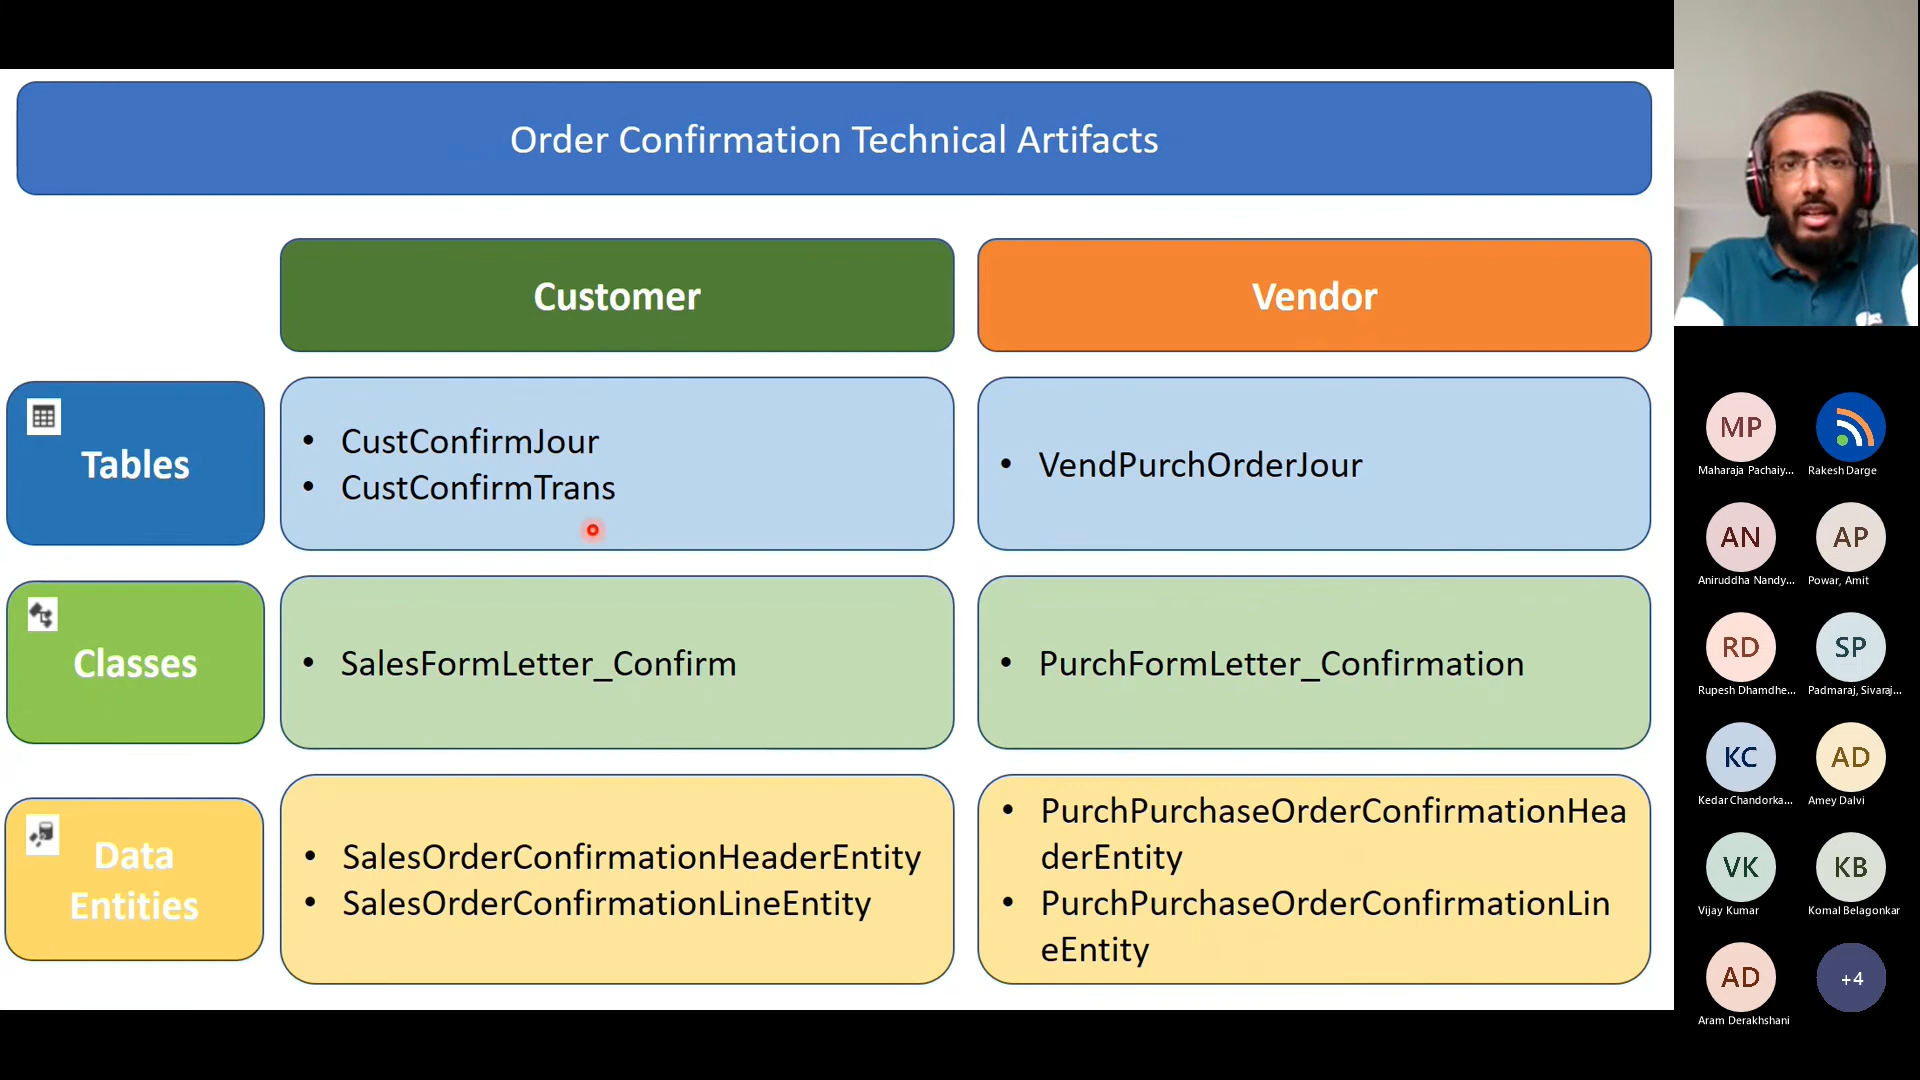 Order Confirmation Technical Artifacts
Customer
Vendor
Tables
• CustConfirmJour
• CustConfirmTrans
• VendPurchOrderJour
Classes
• SalesFormLetter_Confirm
• PurchFormLetter_Confirmation
Data
Entities
• SalesOrderConfirmationHeaderEntity
• SalesOrderConfirmationLineEntity
• PurchPurchaseOrderConfirmationHea
derEntity
• PurchPurchaseOrderConfirmationLin
eEntity
MP
Maharaja Pachaiy...
Rakesh Darge
AN
Aniruddha Nandy...
AP
Powar, Amit
RD
Rupesh Dhamdhe...
SP
Padmaraj, Sivaraj...
KC
Kedar Chandorka...
AD
Amey Dalvi
VK
Vijay Kumar
KB
Komal Belagonkar
AD
Aram Derakhshani
+4